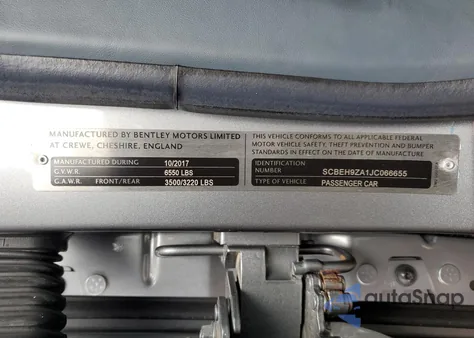 MANUFACTURED BY BENTLEY MOTORS LIMITED
AT CREWE, CHESHIRE, ENGLAND
MANUFACTURED DURING 10/2017
G.V.W.R. 6550 LBS
G.A.W.R. FRONT/REAR 3500/3220 LBS
THIS VEHICLE CONFORMS TO ALL APPLICABLE FEDERAL
MOTOR VEHICLE SAFETY, THEFT PREVENTION AND BUMPER
STANDARDS IN EFFECT ON THE DATE OF MANUFACTURE
IDENTIFICATION
NUMBER SCBEH9ZA1JC066655
TYPE OF VEHICLE PASSENGER CAR
autoSnap